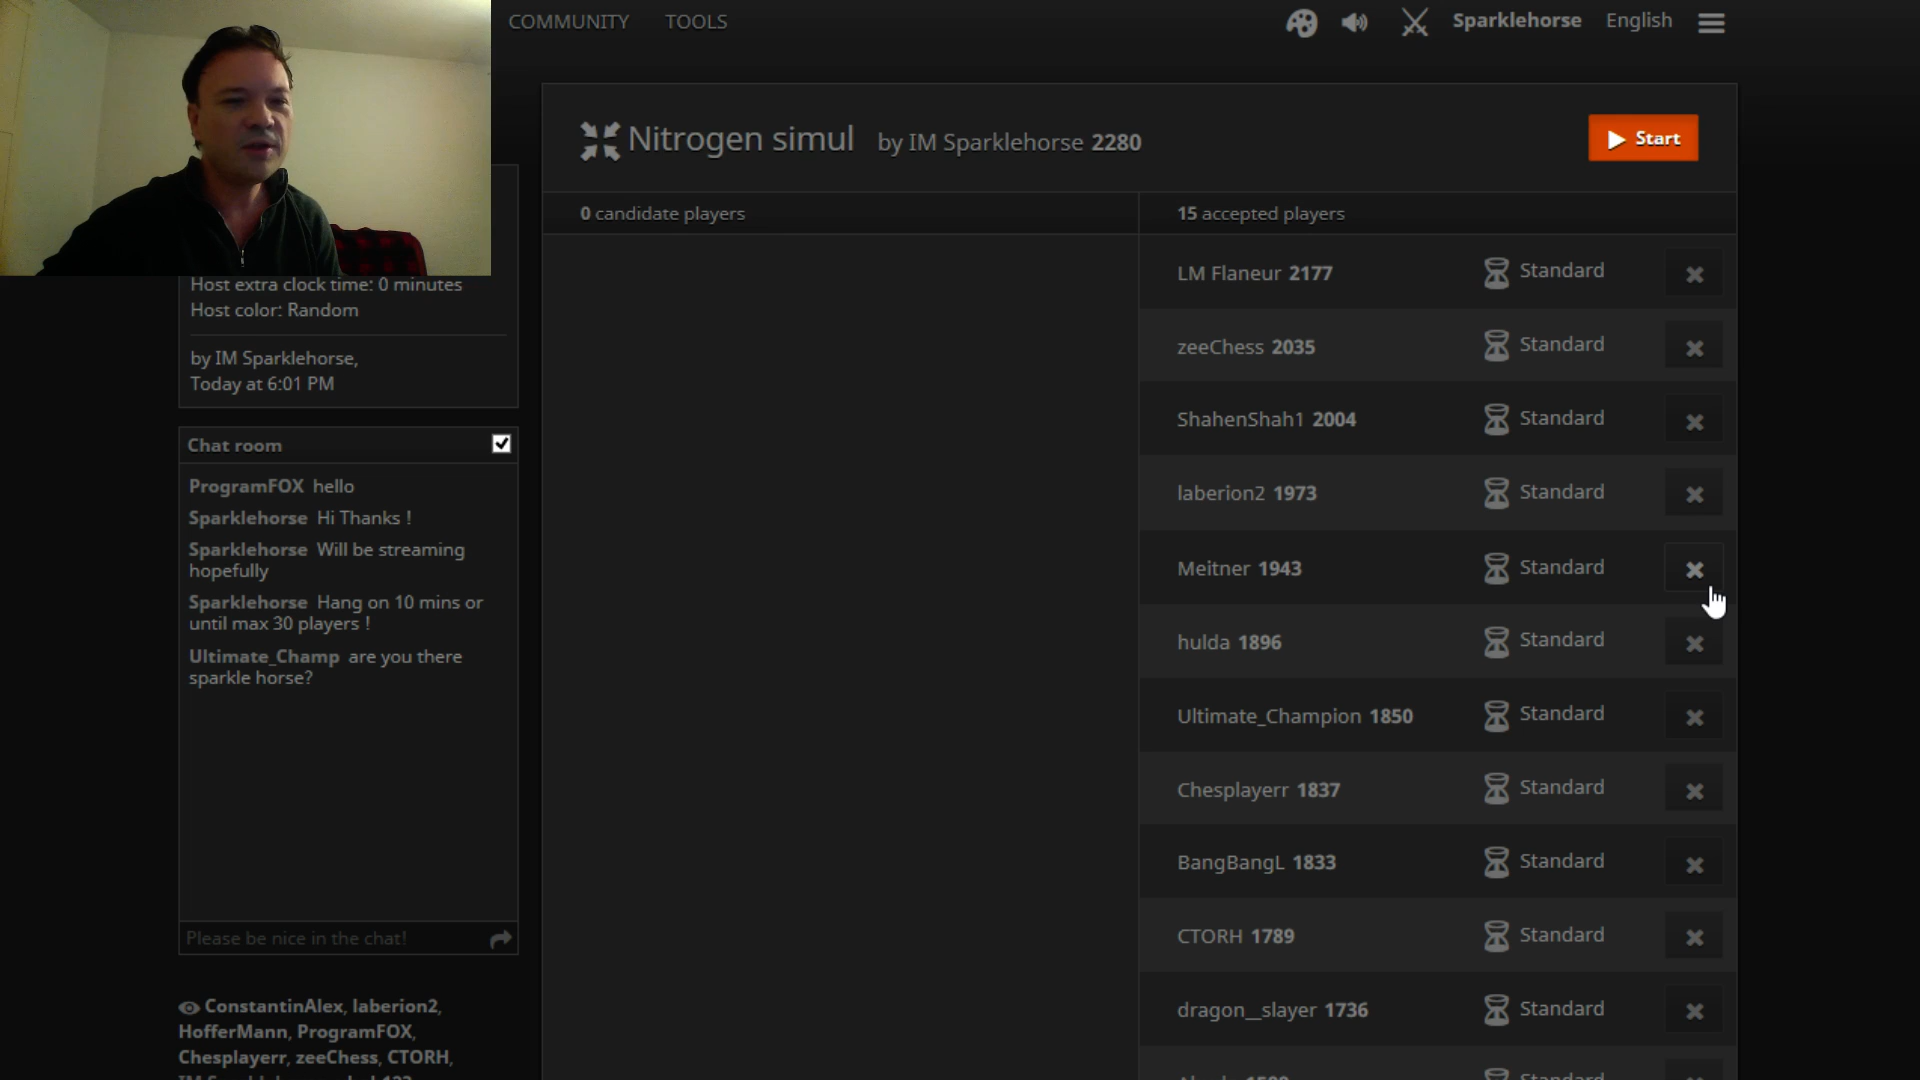 COMMUNITY TOOLS
Sparklehorse English
Nitrogen simul by IM Sparklehorse 2280
Start
Host extra clock time: 0 minutes
Host color: Random
by IM Sparklehorse,
Today at 6:01 PM
Chat room
ProgramFOX hello
Sparklehorse Hi Thanks !
Sparklehorse Will be streaming
hopefully
Sparklehorse Hang on 10 mins or
until max 30 players !
Ultimate_Champ are you there
sparkle horse?
Please be nice in the chat!
ConstantinAlex, laberion2,
HofferMann, ProgramFOX,
Chesplayerr, zeeChess, CTORH,
0 candidate players
15 accepted players
LM Flaneur 2177 Standard
zeeChess 2035 Standard
ShahenShah1 2004 Standard
laberion2 1973 Standard
Meitner 1943 Standard
hulda 1896 Standard
Ultimate_Champion 1850 Standard
Chesplayerr 1837 Standard
BangBangL 1833 Standard
CTORH 1789 Standard
dragon__slayer 1736 Standard
Standard